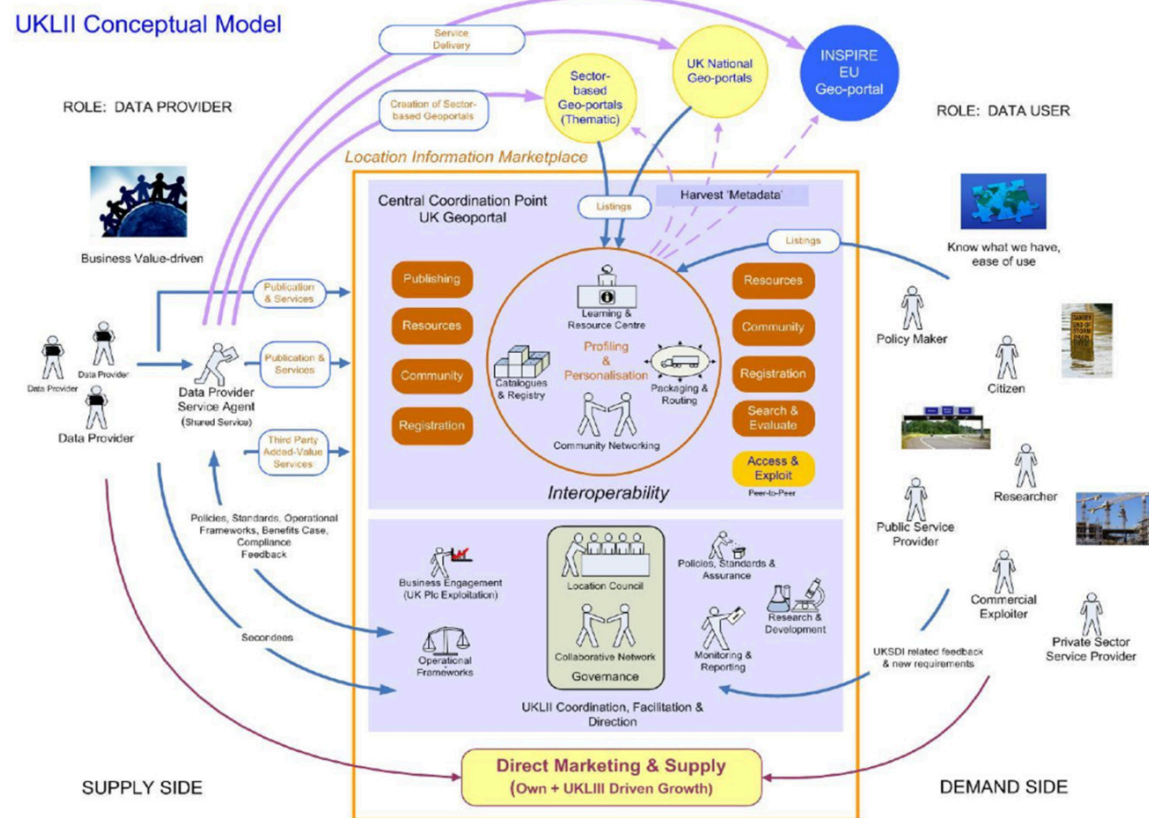 UKLII Conceptual Model
ROLE: DATA PROVIDER
Business Value-driven
Service
Delivery
Creation of Sector-
based Geoportals
Sector-
based
Geo-portals
(Thematic)
UK National
Geo-portals
INSPIRE
EU
Geo-portal
ROLE: DATA USER
Know what we have,
ease of use
Location Information Marketplace
Central Coordination Point
UK Geoportal
Harvest 'Metadata'
Listings
Listings
Publishing
Resources
Community
Registration
Learning &
Resource Centre
Profiling
&
Personalisation
Catalogues
& Registry
Packaging &
Routing
Community Networking
Resources
Community
Registration
Search &
Evaluate
Access &
Exploit
Peer-to-Peer
Interoperability
Publication
& Services
Publication &
Services
Third Party
Added-Value
Services
Data Provider
Data Provider
Data Provider
Data Provider
Service Agent
(Shared Service)
Policies, Standards, Operational
Frameworks, Benefits Case,
Compliance
Feedback
Secondees
Business Engagement
(UK Plc Exploitation)
Operational
Frameworks
Location Council
Collaborative Network
Governance
Policies, Standards &
Assurance
Research &
Development
Monitoring &
Reporting
UKLII Coordination, Facilitation &
Direction
Policy Maker
Citizen
Researcher
Public Service
Provider
Commercial
Exploiter
Private Sector
Service Provider
UKSDI related feedback
& new requirements
Direct Marketing & Supply
(Own + UKLIII Driven Growth)
SUPPLY SIDE
DEMAND SIDE